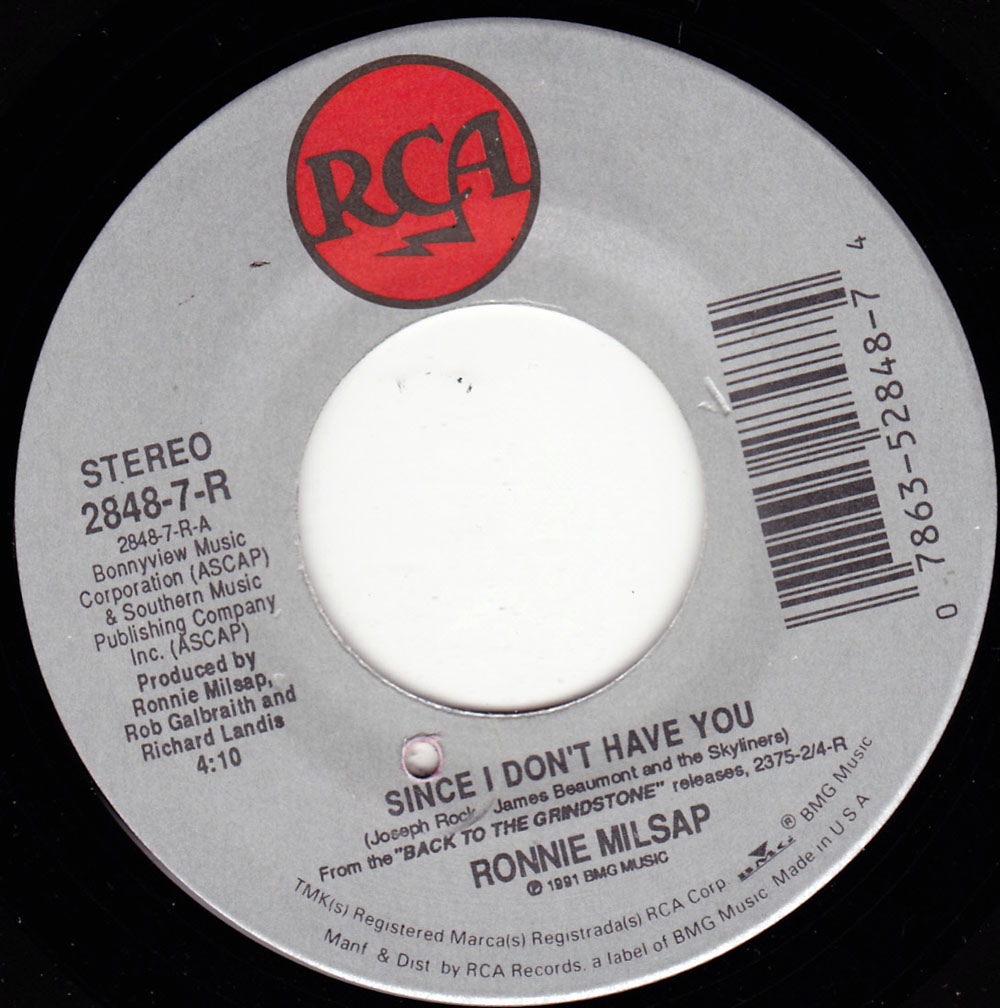 RCA
STEREO
2848-7-R
2848-7-R-A
Bonnyview Music
Corporation (ASCAP)
& Southern Music
Publishing Company
Inc. (ASCAP)
Produced by
Ronnie Milsap,
Rob Galbraith and
Richard Landis
4:10
0 7863-52848-7 4
SINCE I DON'T HAVE YOU
(Joseph Rock, James Beaumont and the Skyliners)
From the "BACK TO THE GRINDSTONE" releases, 2375-2/4-R
RONNIE MILSAP
℗ 1991 BMG MUSIC
TMK(s) Registered Marca(s) Registrada(s) RCA Corp. BMG ® BMG Music
Manf & Dist by RCA Records, a label of BMG Music Made in U S A